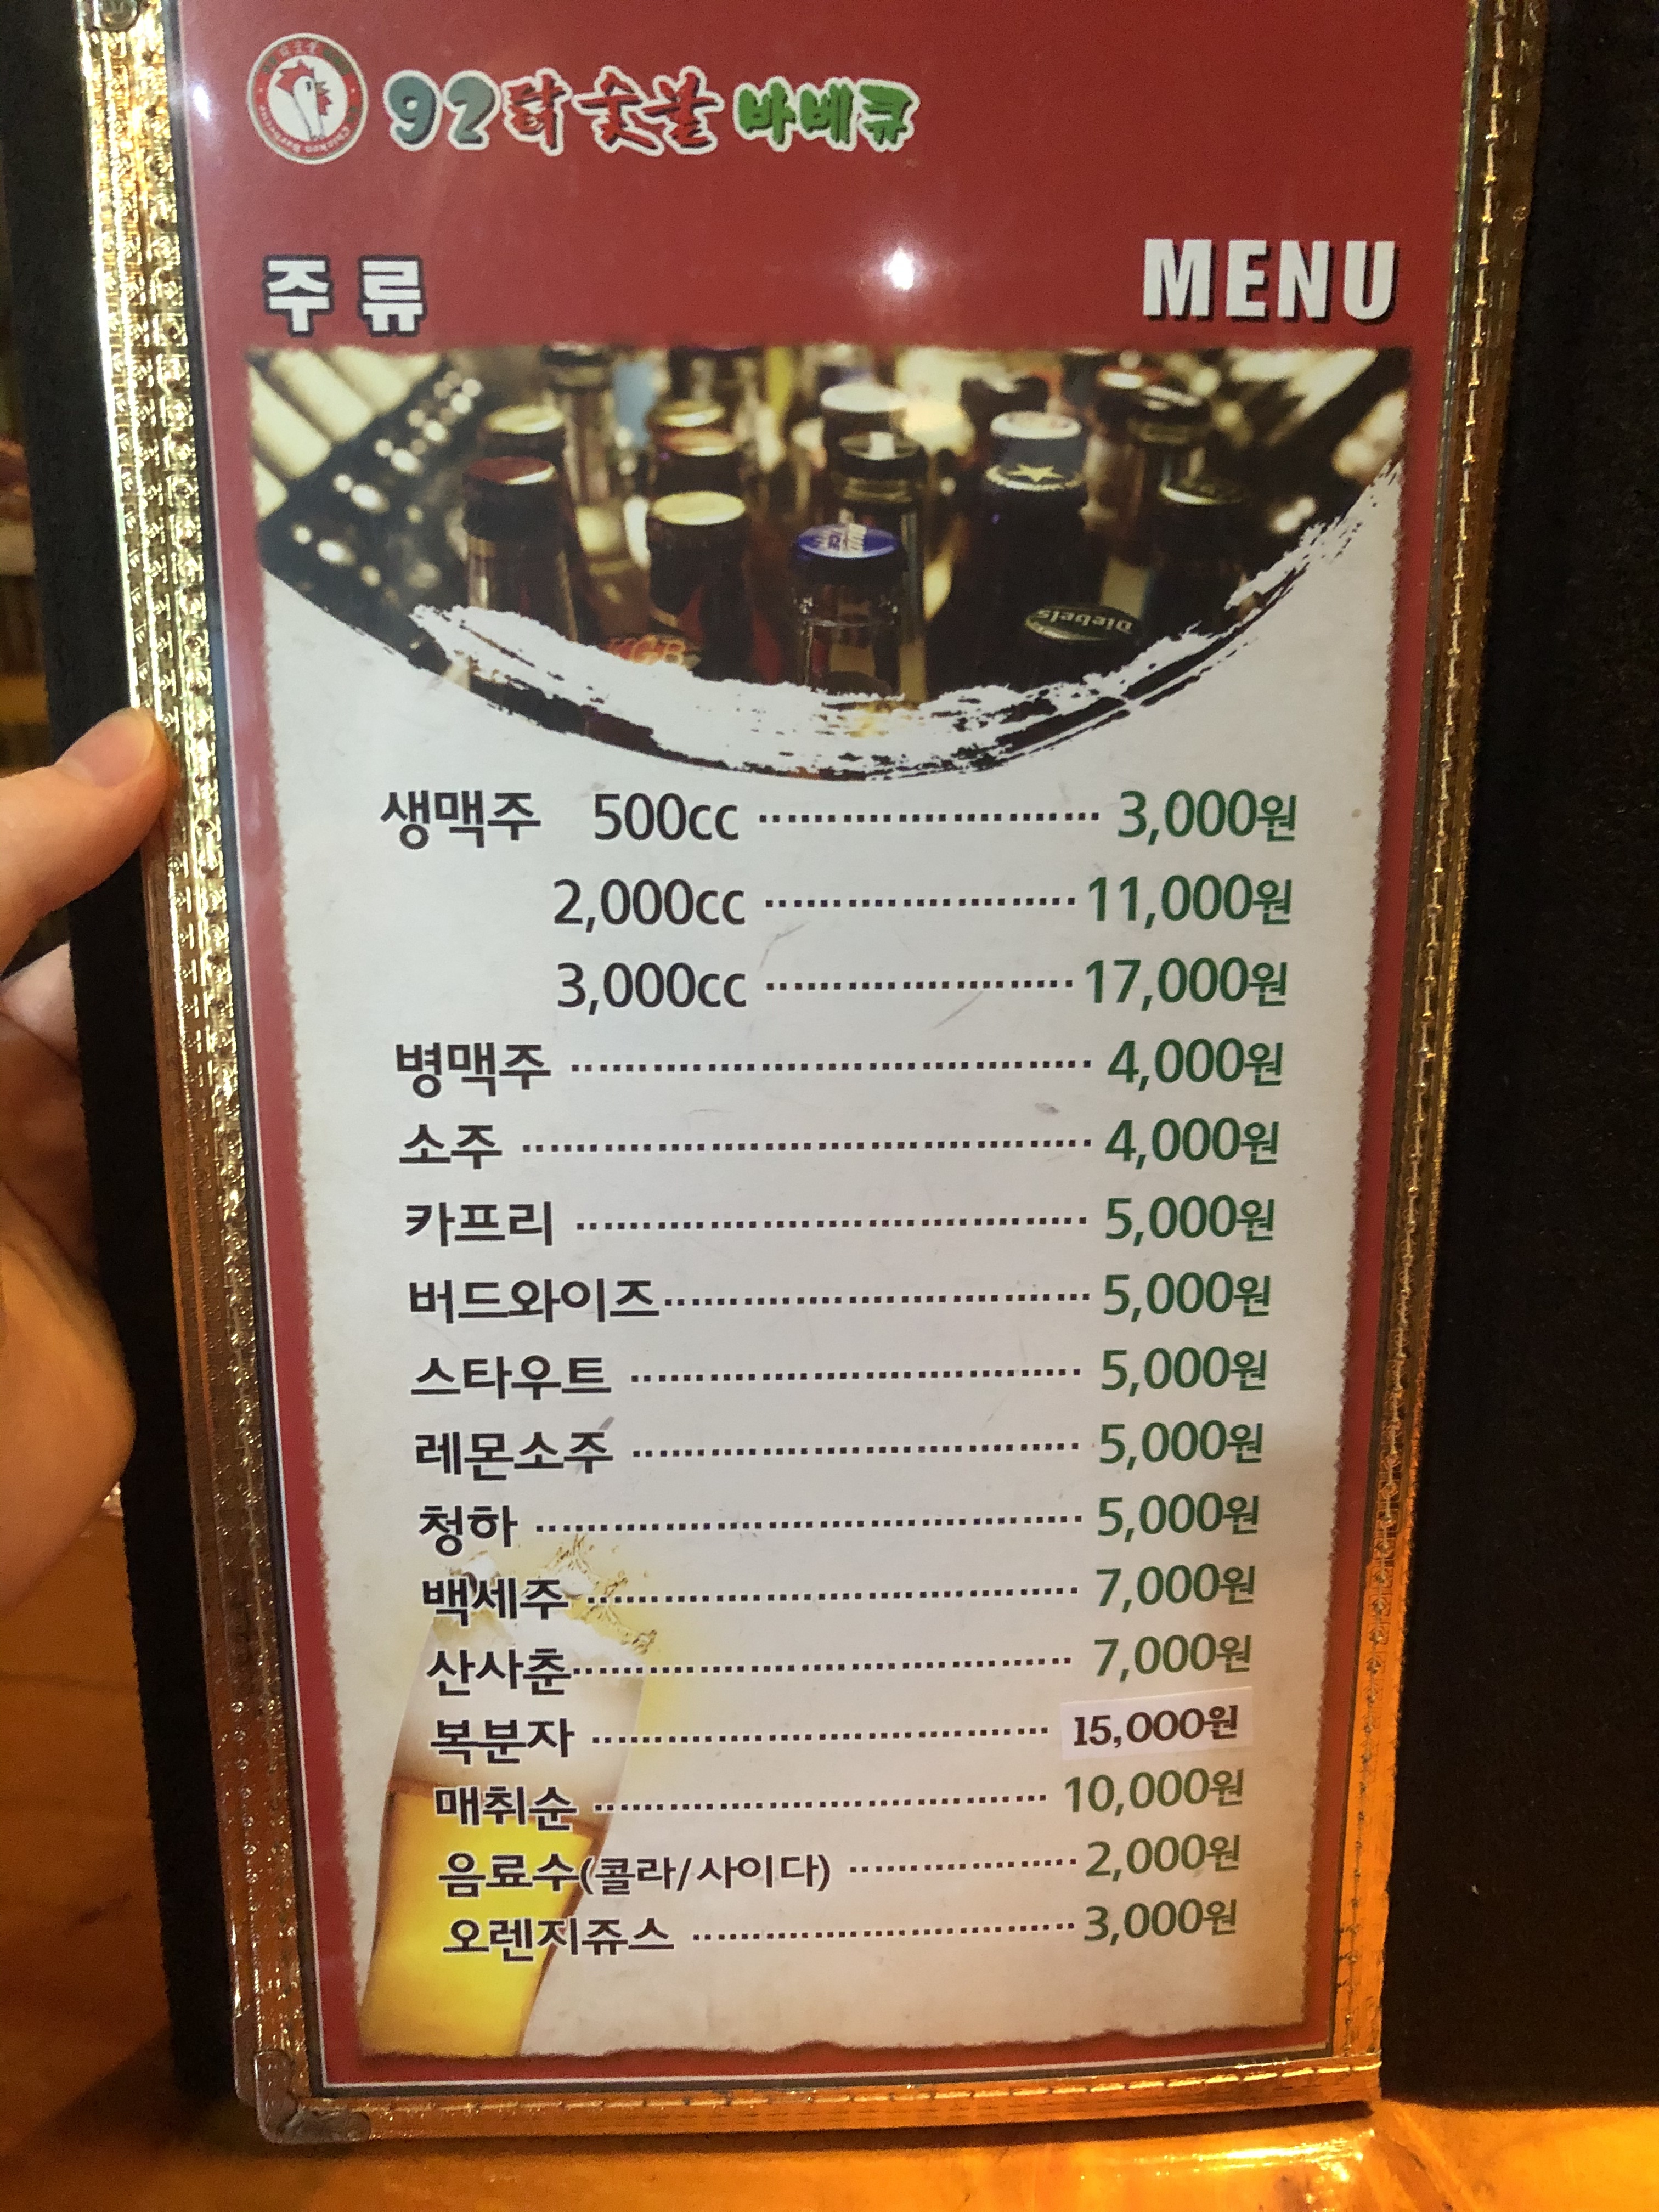 92닭숯불 바베큐
주류 MENU
KGB
Diebels
생맥주 500cc 3,000원
2,000cc 11,000원
3,000cc 17,000원
병맥주 4,000원
소주 4,000원
카프리 5,000원
버드와이즈 5,000원
스타우트 5,000원
레몬소주 5,000원
청하 5,000원
백세주 7,000원
산사춘 7,000원
복분자 15,000원
매취순 10,000원
음료수(콜라/사이다) 2,000원
오렌지쥬스 3,000원